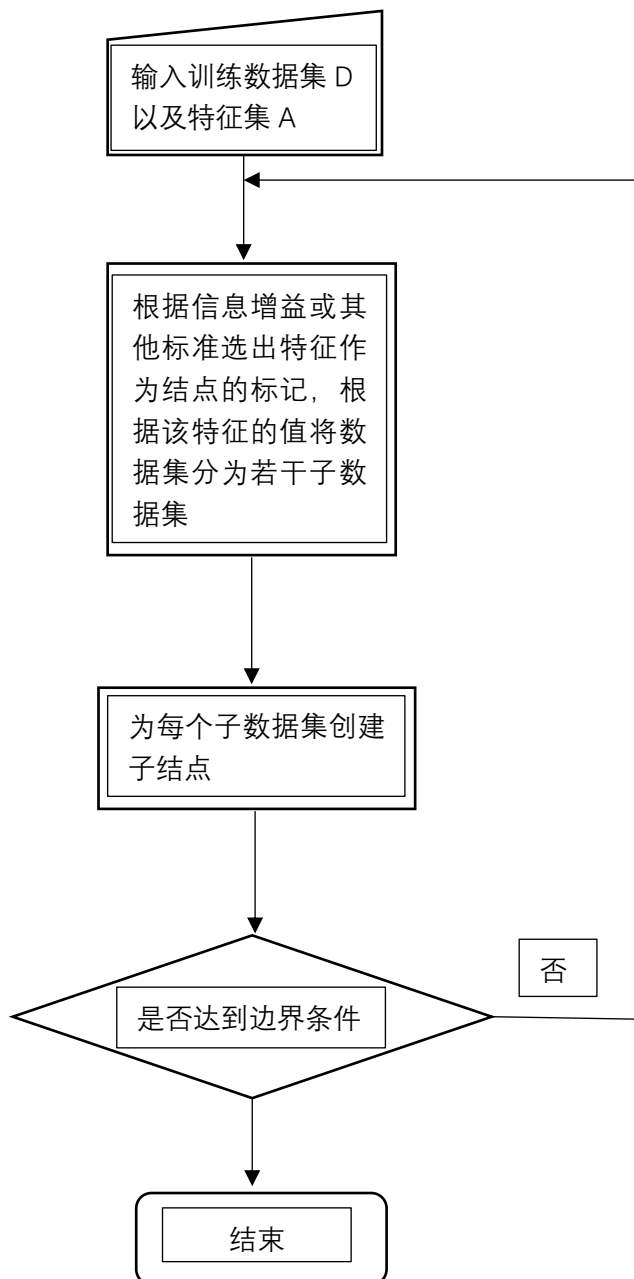 输入训练数据集 D
以及特征集 A
根据信息增益或其
他标准选出特征作
为结点的标记，根
据该特征的值将数
据集分为若干子数
据集
为每个子数据集创建
子结点
是否达到边界条件
否
结束